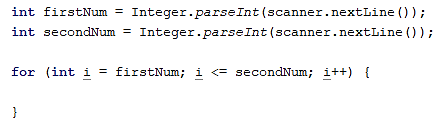 int firstNum = Integer.parseInt(scanner.nextLine());
int secondNum = Integer.parseInt(scanner.nextLine());
for (int i = firstNum; i <= secondNum; i++) {
}